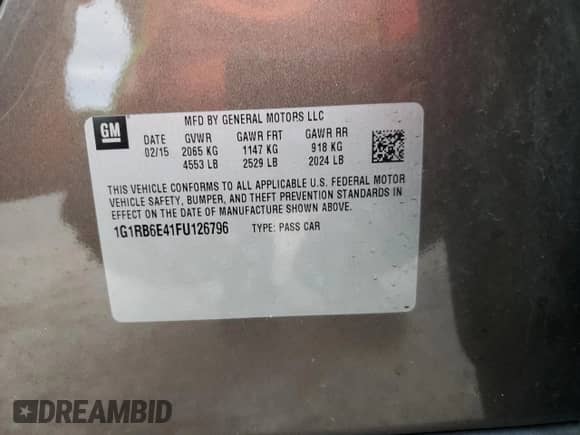 GM
MFD BY GENERAL MOTORS LLC
DATE GVWR GAWR FRT GAWR RR
02/15 2065 KG 1147 KG 918 KG
4553 LB 2529 LB 2024 LB
THIS VEHICLE CONFORMS TO ALL APPLICABLE U.S. FEDERAL MOTOR
VEHICLE SAFETY, BUMPER, AND THEFT PREVENTION STANDARDS IN
EFFECT ON THE DATE OF MANUFACTURE SHOWN ABOVE.
1G1RB6E41FU126796 TYPE: PASS CAR
DREAMBID